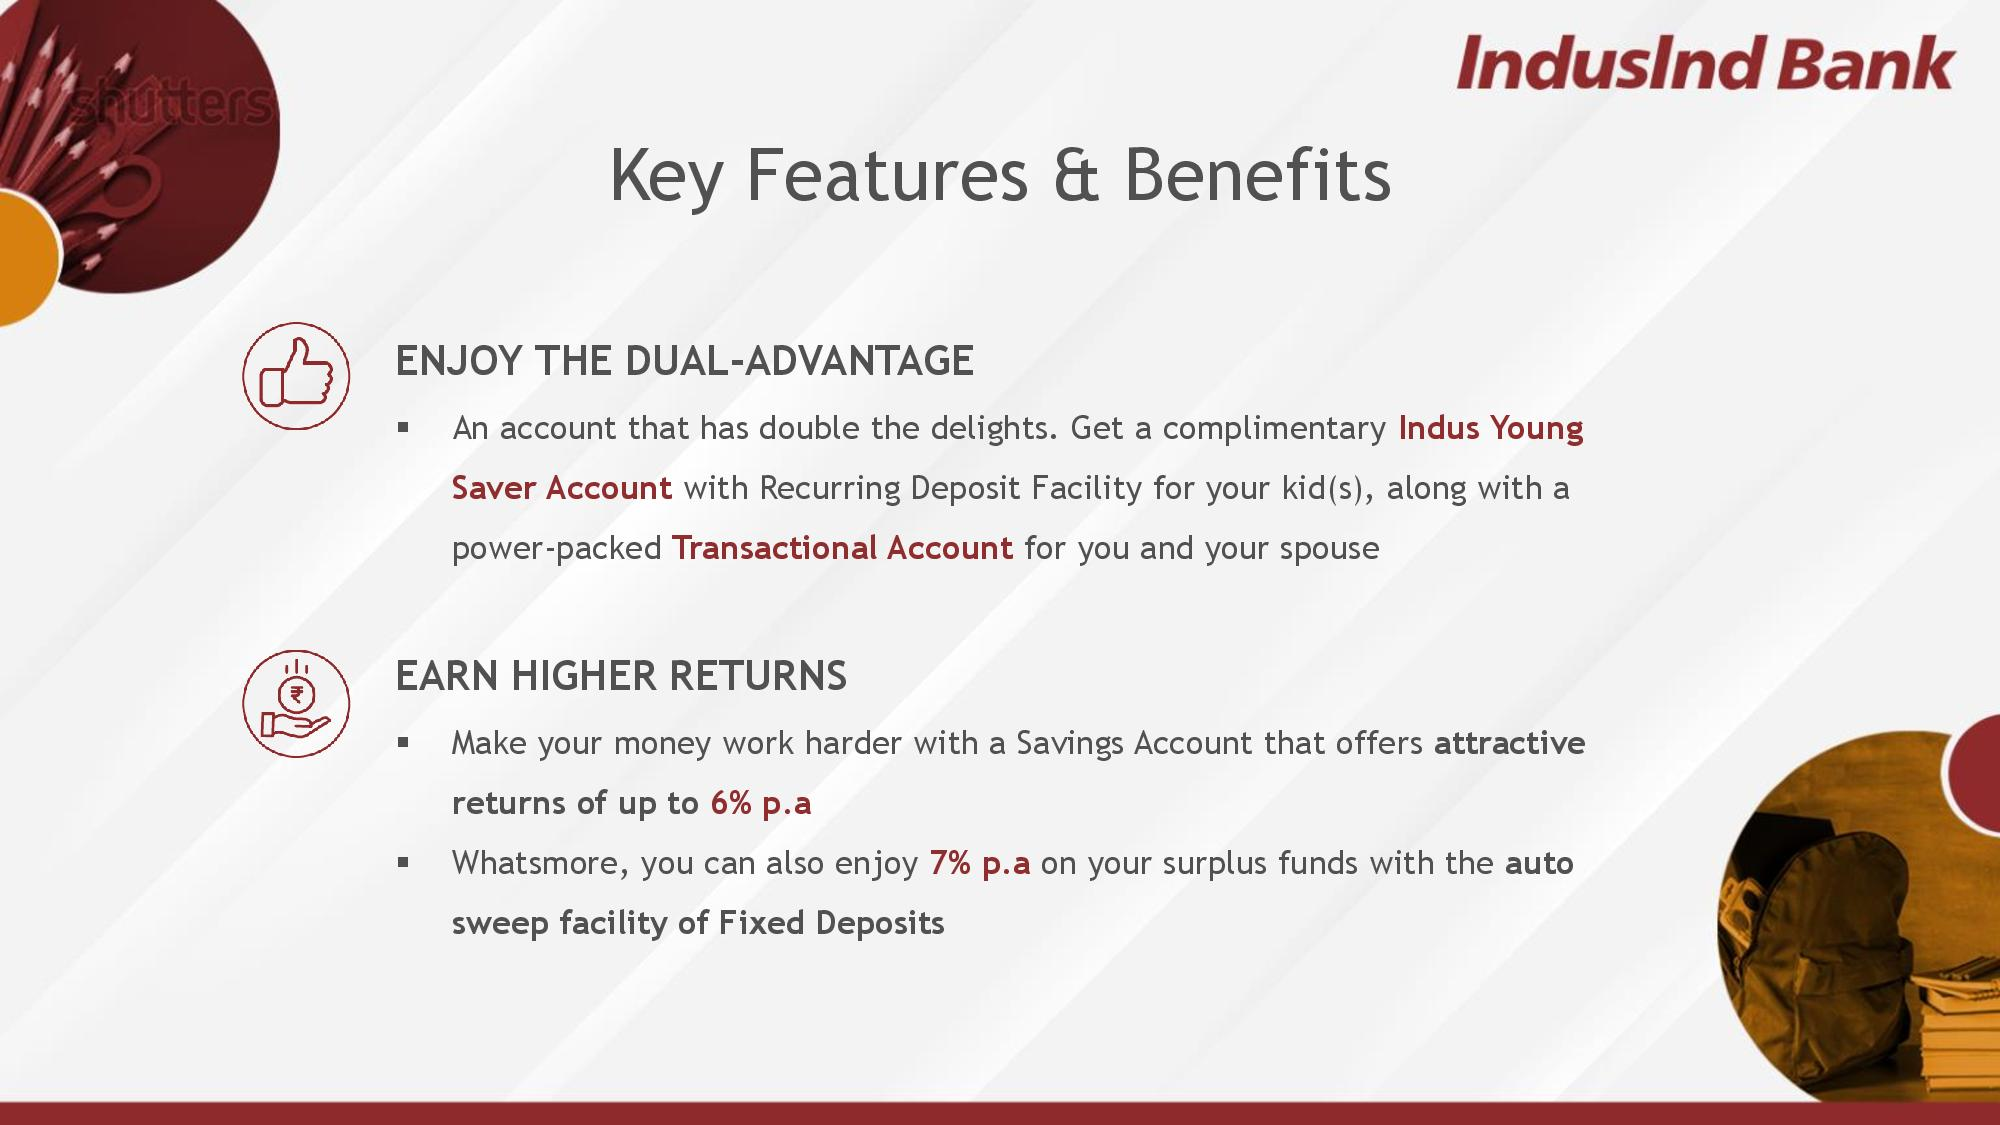 shutters
IndusInd Bank
Key Features & Benefits
ENJOY THE DUAL-ADVANTAGE
▪ An account that has double the delights. Get a complimentary Indus Young
Saver Account with Recurring Deposit Facility for your kid(s), along with a
power-packed Transactional Account for you and your spouse
₹
EARN HIGHER RETURNS
▪ Make your money work harder with a Savings Account that offers attractive
returns of up to 6% p.a
▪ Whatsmore, you can also enjoy 7% p.a on your surplus funds with the auto
sweep facility of Fixed Deposits